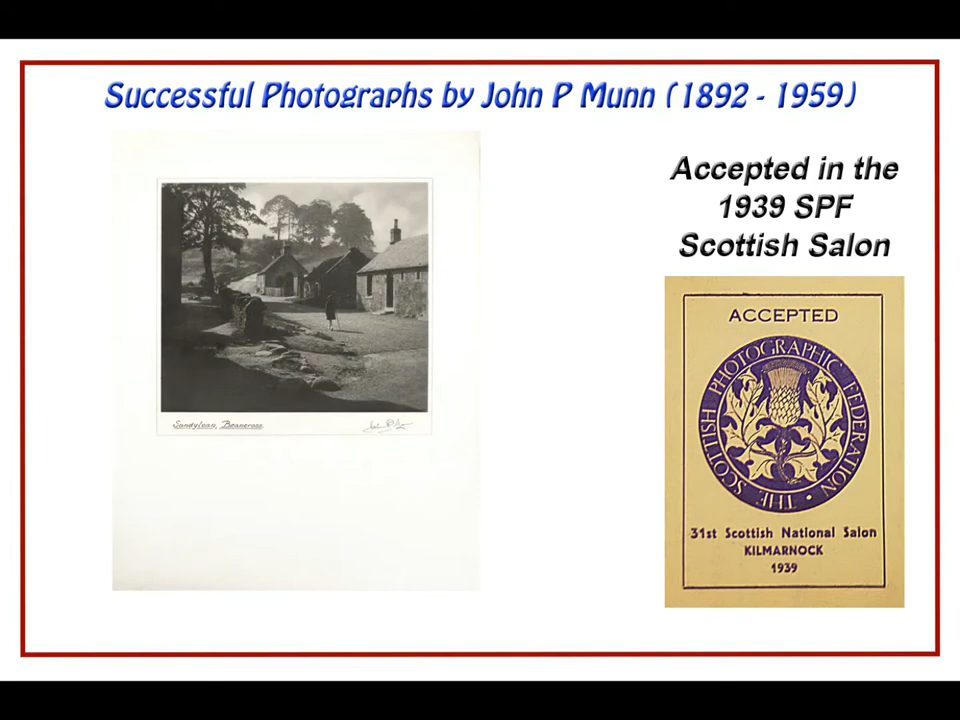 Successful Photographs by John P Munn (1892 - 1959)
Accepted in the
1939 SPF
Scottish Salon
Sandyloan,
ACCEPTED
THE SCOTTISH PHOTOGRAPHIC FEDERATION
31st Scottish National Salon
KILMARNOCK
1939